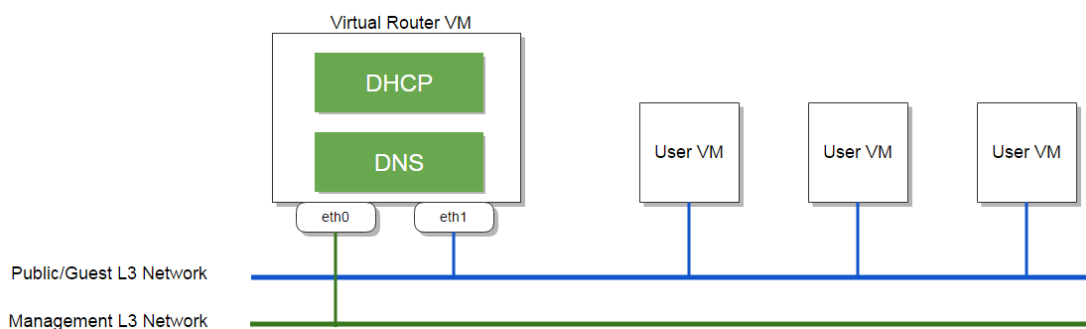 Virtual Router VM
DHCP
DNS
User VM
User VM
User VM
eth0
eth1
Public/Guest L3 Network
Management L3 Network